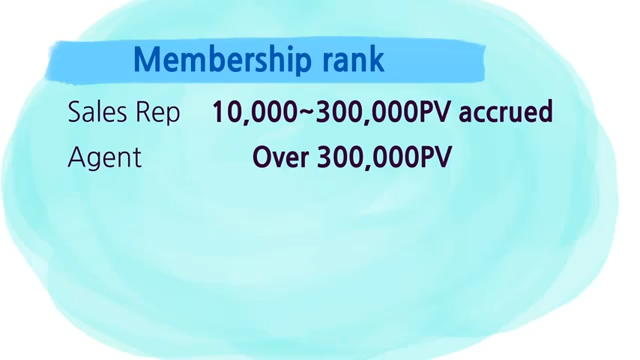 Membership rank
Sales Rep 10,000~300,000PV accrued
Agent Over 300,000PV